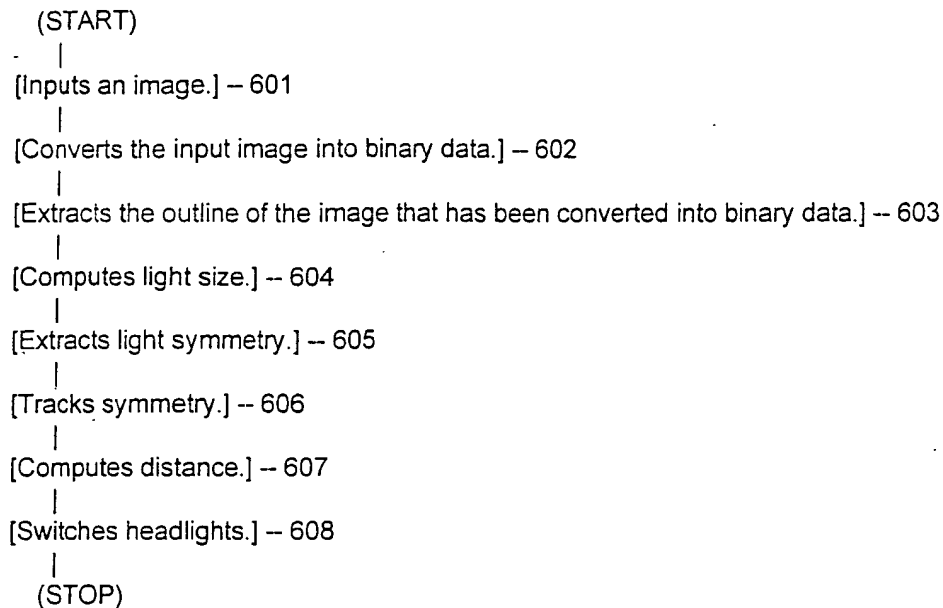 (START)
[Inputs an image.] -- 601
[Converts the input image into binary data.] -- 602
[Extracts the outline of the image that has been converted into binary data.] -- 603
[Computes light size.] -- 604
[Extracts light symmetry.] -- 605
[Tracks symmetry.] -- 606
[Computes distance.] -- 607
[Switches headlights.] -- 608
(STOP)